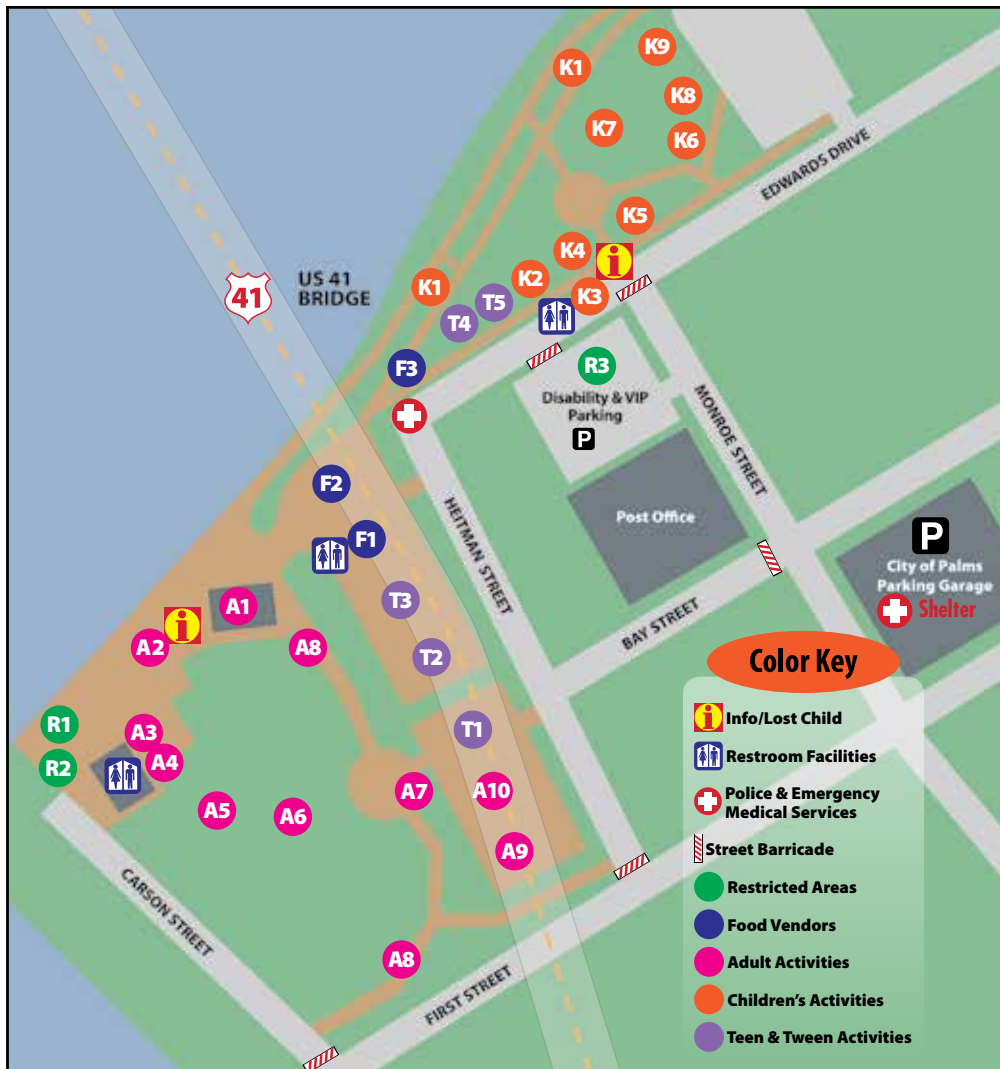 K9
K1
K8
K7
K6
EDWARDS DRIVE
K5
K4
i
K2
K1
K3
T5
T4
US 41
BRIDGE
41
F3
R3
Disability & VIP
Parking
P
MONROE STREET
HEITMAN STREET
F2
F1
Post Office
P
City of Palms
Parking Garage
Shelter
BAY STREET
T3
A1
i
A2
A8
T2
T1
R1
A3
R2
A4
A5
A6
A7
A10
A9
CARSON STREET
A8
FIRST STREET
Color Key
i Info/Lost Child
Restroom Facilities
Police & Emergency
Medical Services
Street Barricade
Restricted Areas
Food Vendors
Adult Activities
Children's Activities
Teen & Tween Activities